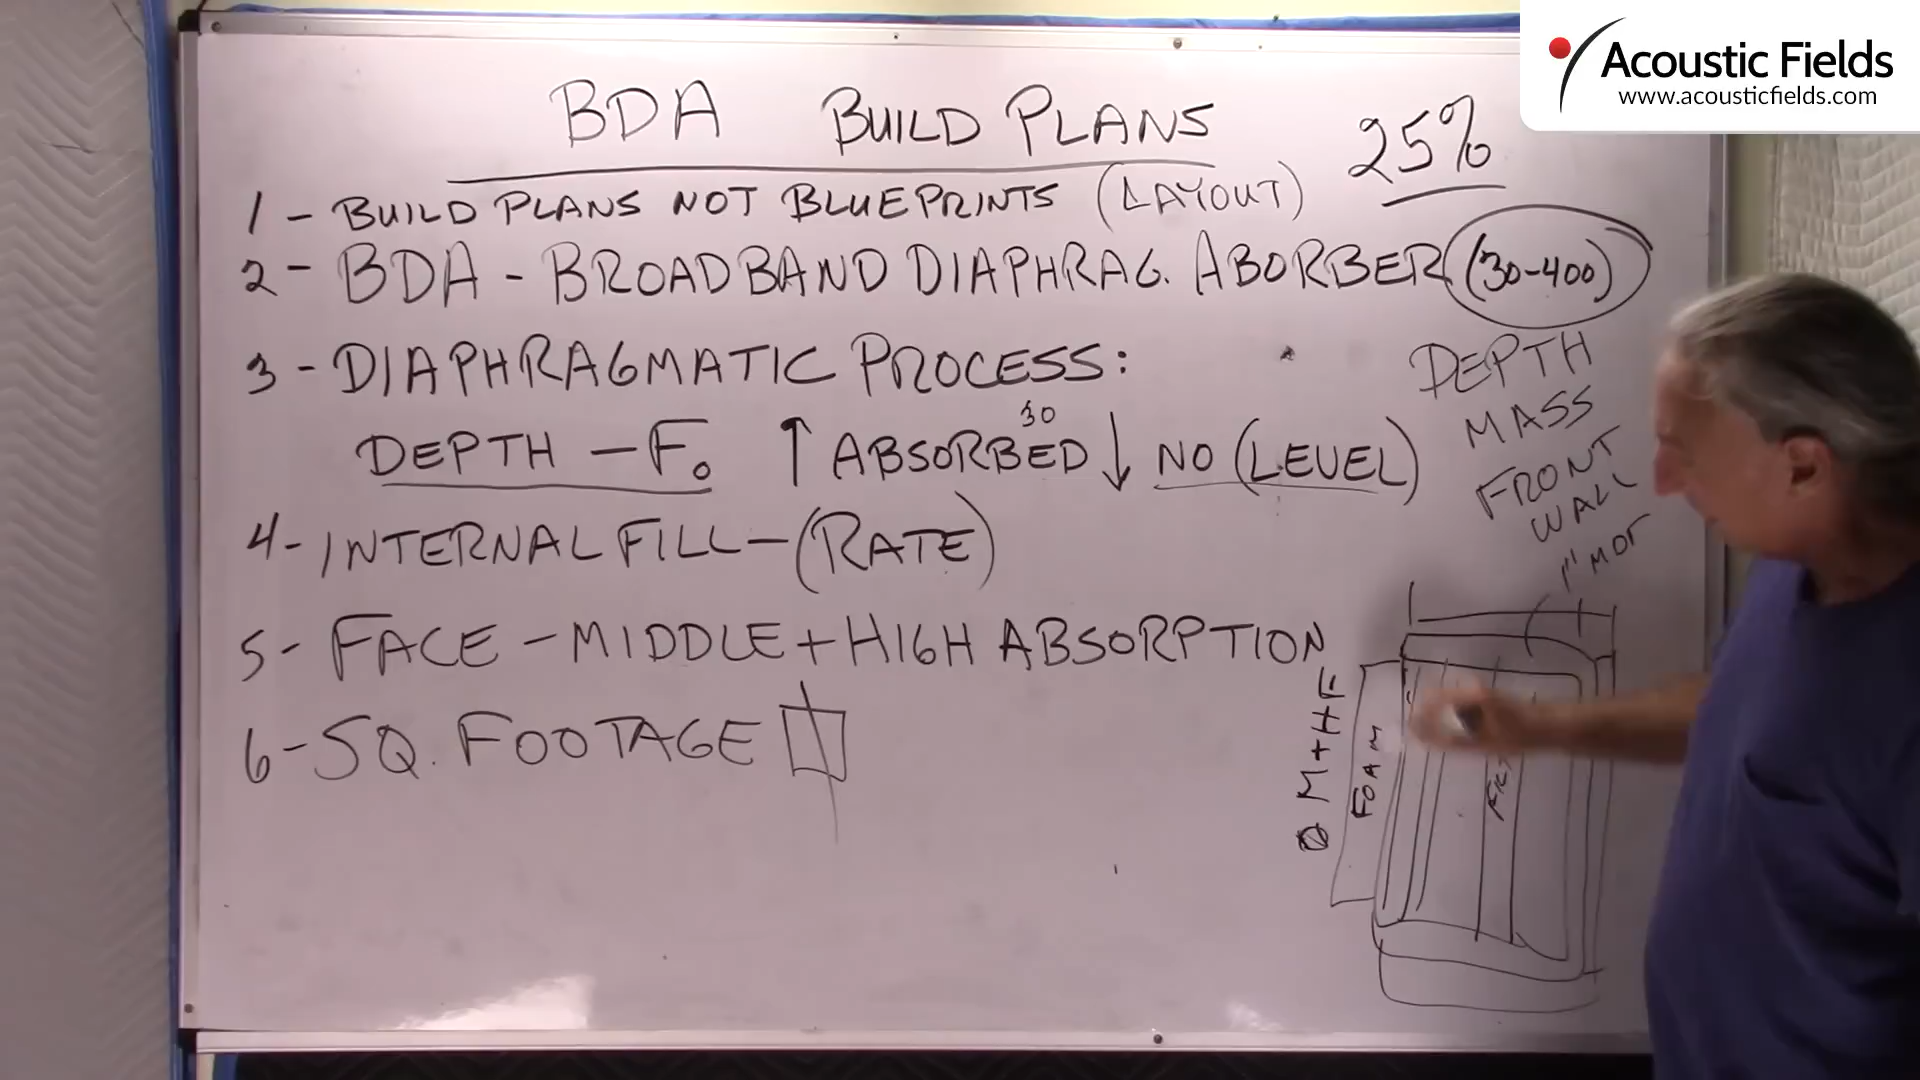 Acoustic Fields
www.acousticfields.com
BDA BUILD PLANS
25%
1 - BUILD PLANS NOT BLUEPRINTS (LAYOUT)
2 - BDA - BROADBAND DIAPHRAG. ABORBER (30-400)
3 - DIAPHRAGMATIC PROCESS:
30
DEPTH - Fo ↑ ABSORBED ↓ NO (LEVEL)
4 - INTERNAL FILL - (RATE)
5 - FACE - MIDDLE + HIGH ABSORPTION
6 - SQ. FOOTAGE
DEPTH
MASS
FRONT
WALL
1" MDF
M+HF
FOAM